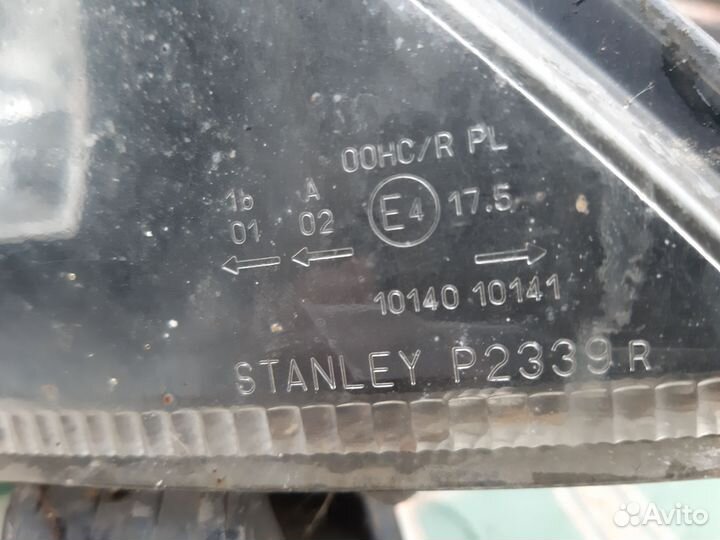 00HC/R PL
1b A
01 02 E4 17.5
← ← →
10140 10141
STANLEY P2339 R
Avito